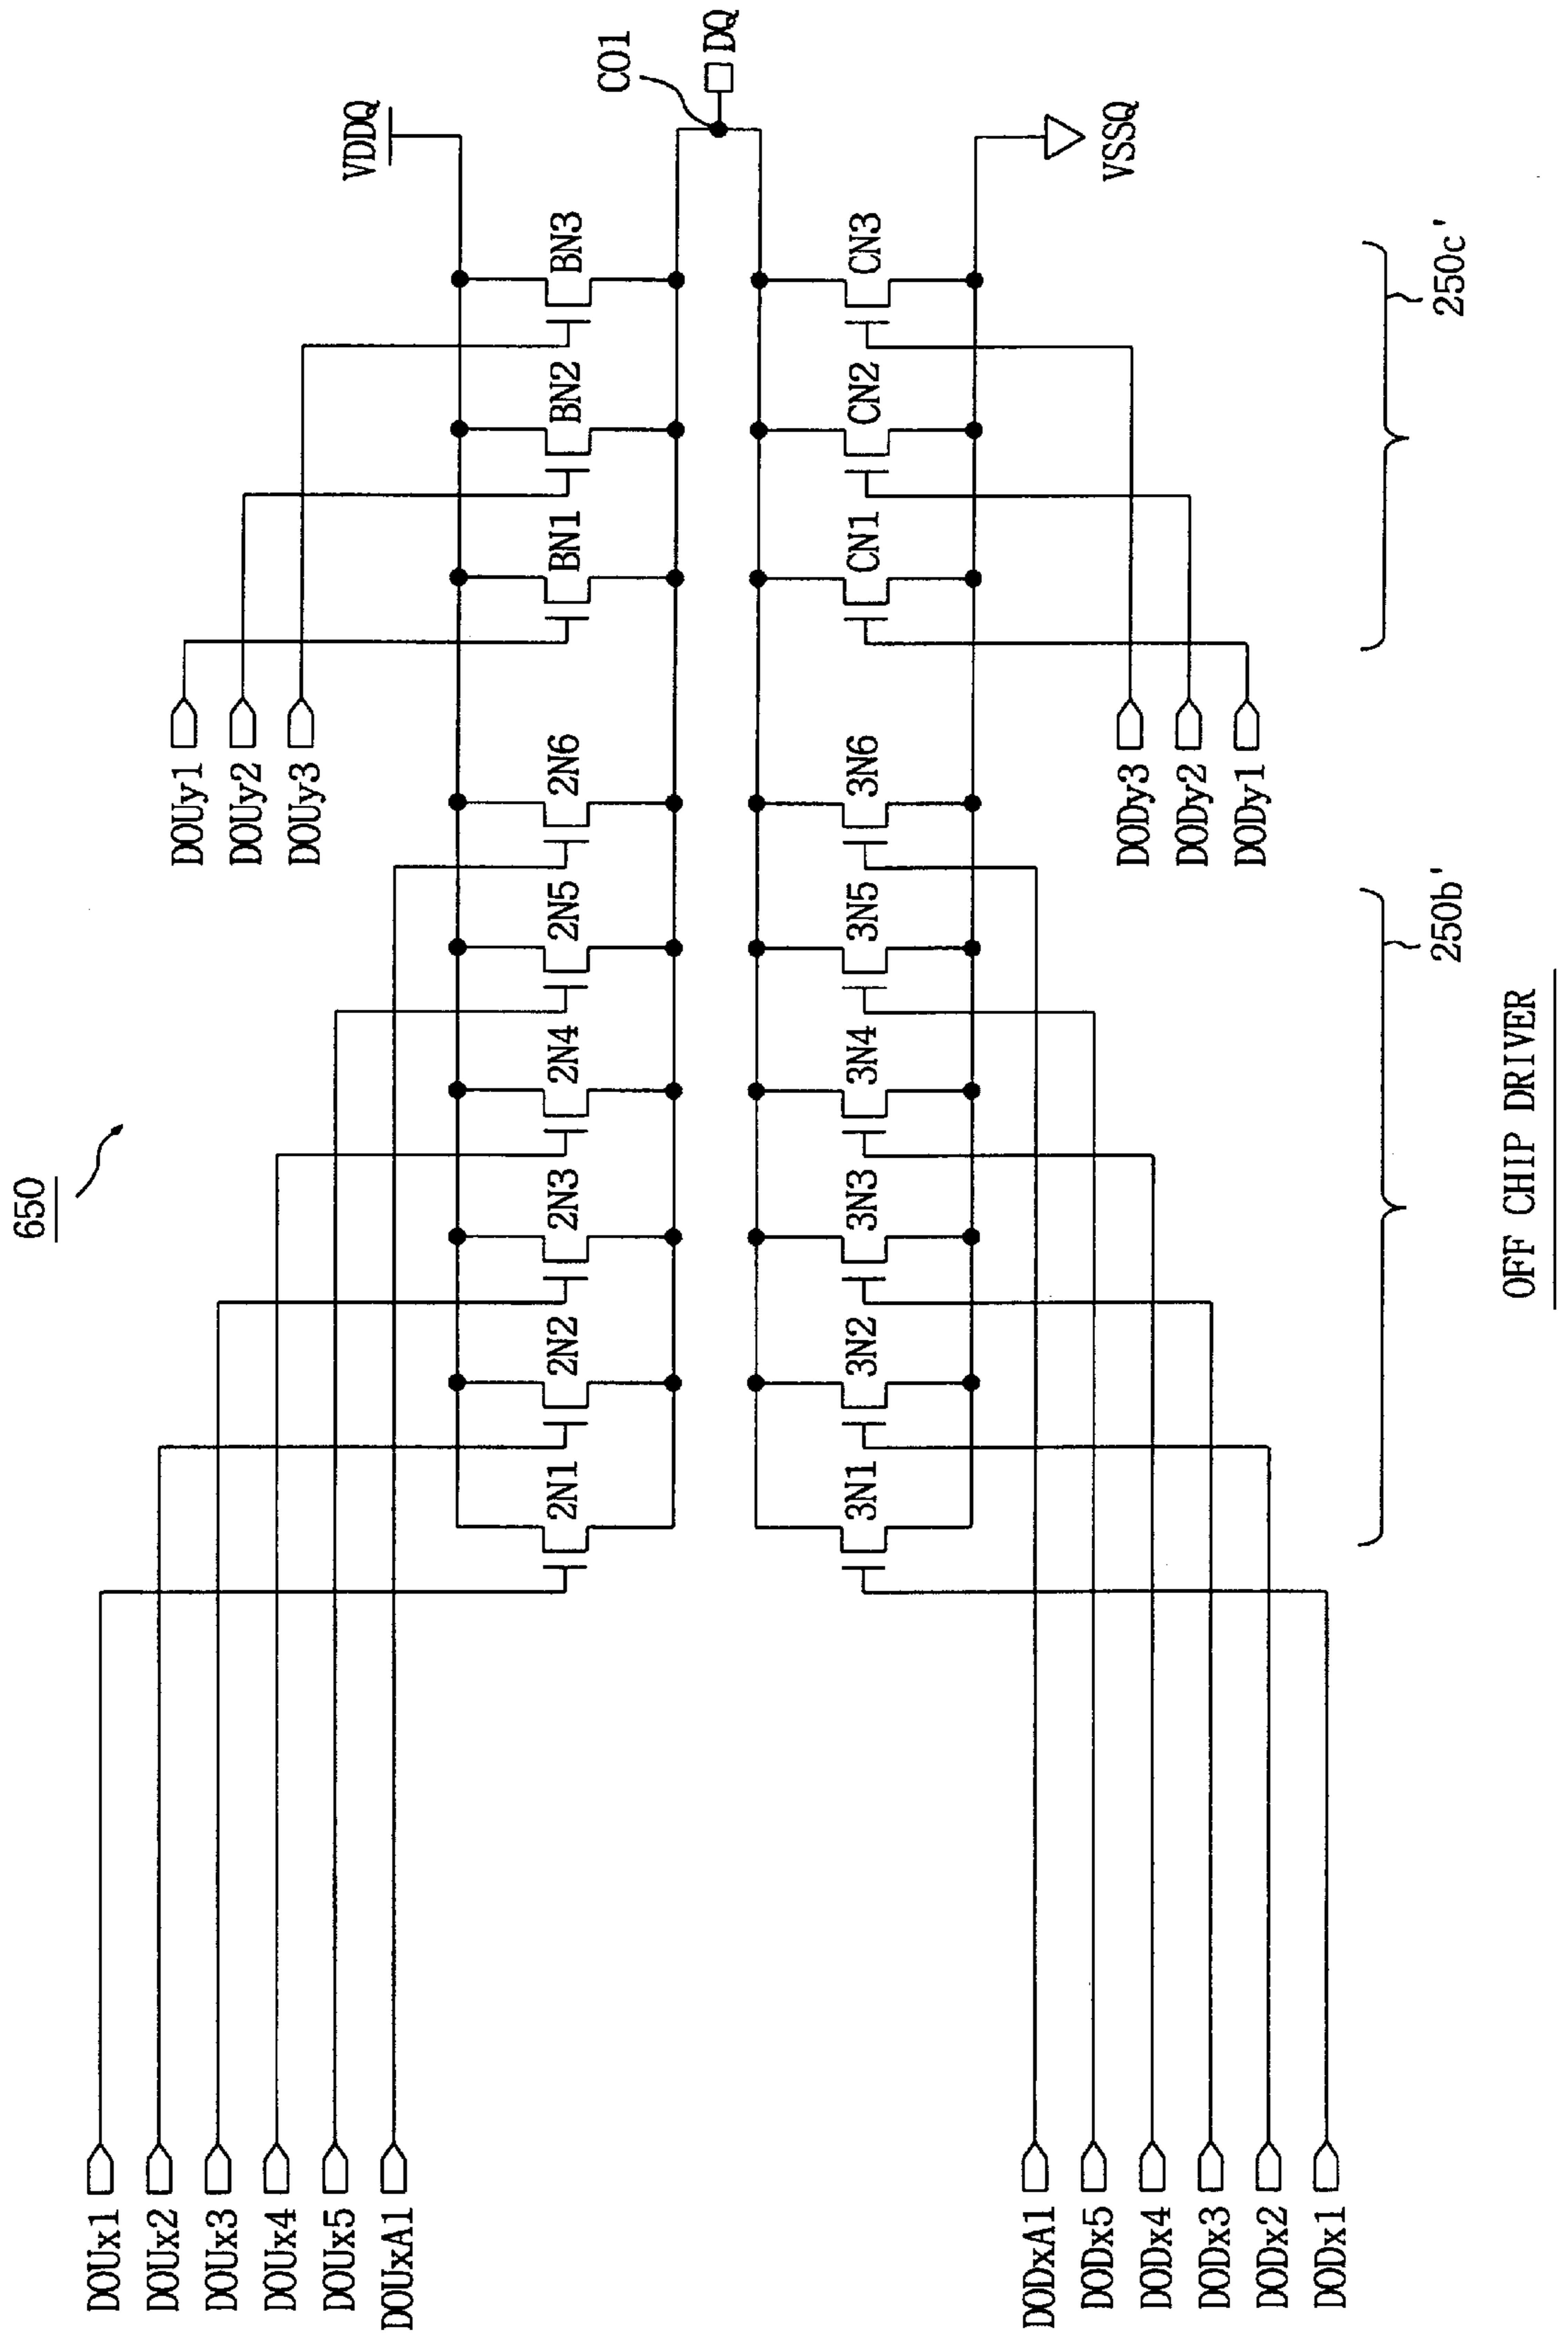 650
DOUx1
DOUx2
DOUx3
DOUx4
DOUx5
DOUxA1
DOUy1
DOUy2
DOUy3
VDDQ
2N1
2N2
2N3
2N4
2N5
2N6
BN1
BN2
BN3
CO1
DQ
3N1
3N2
3N3
3N4
3N5
3N6
CN1
CN2
CN3
VSSQ
DODxA1
DODx5
DODx4
DODx3
DODx2
DODx1
DODy3
DODy2
DODy1
250b'
250c'
OFF CHIP DRIVER